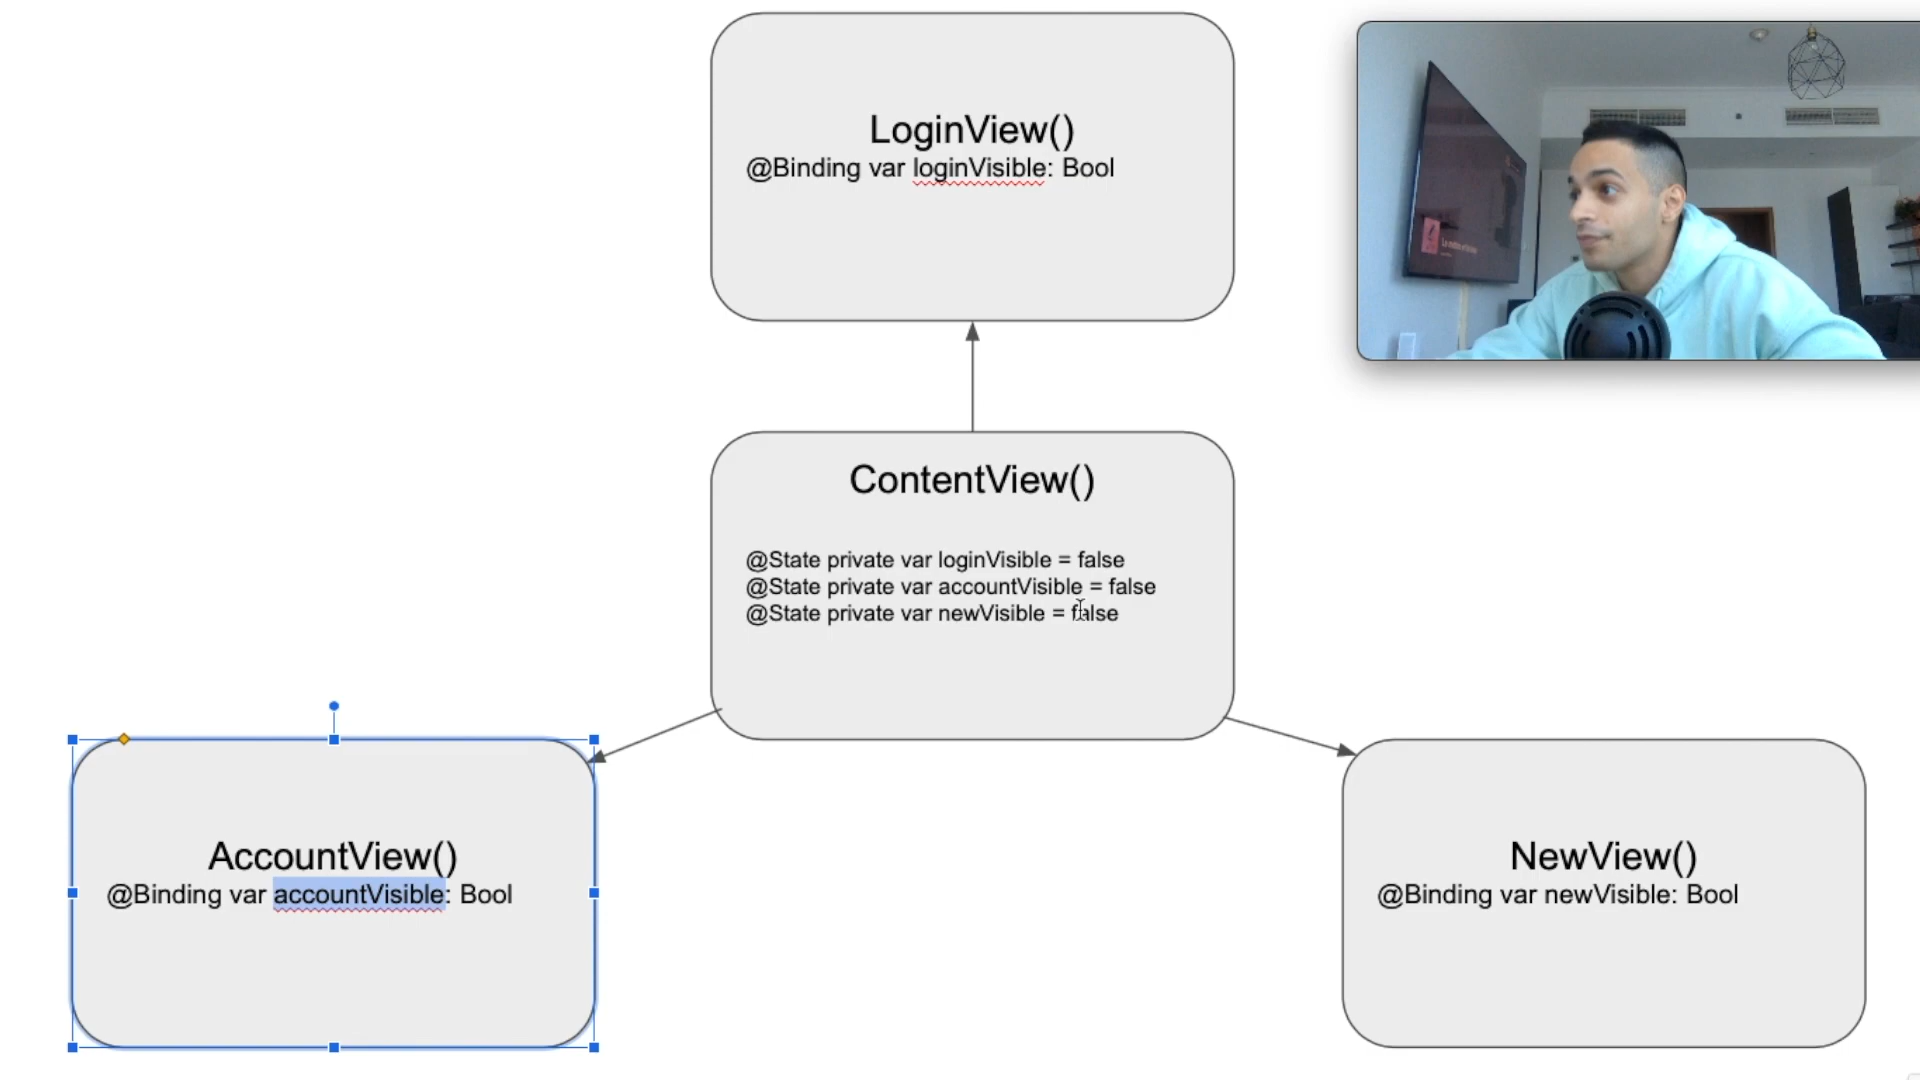 LoginView()
@Binding var loginVisible: Bool
ContentView()
@State private var loginVisible = false
@State private var accountVisible = false
@State private var newVisible = false
AccountView()
@Binding var accountVisible: Bool
NewView()
@Binding var newVisible: Bool